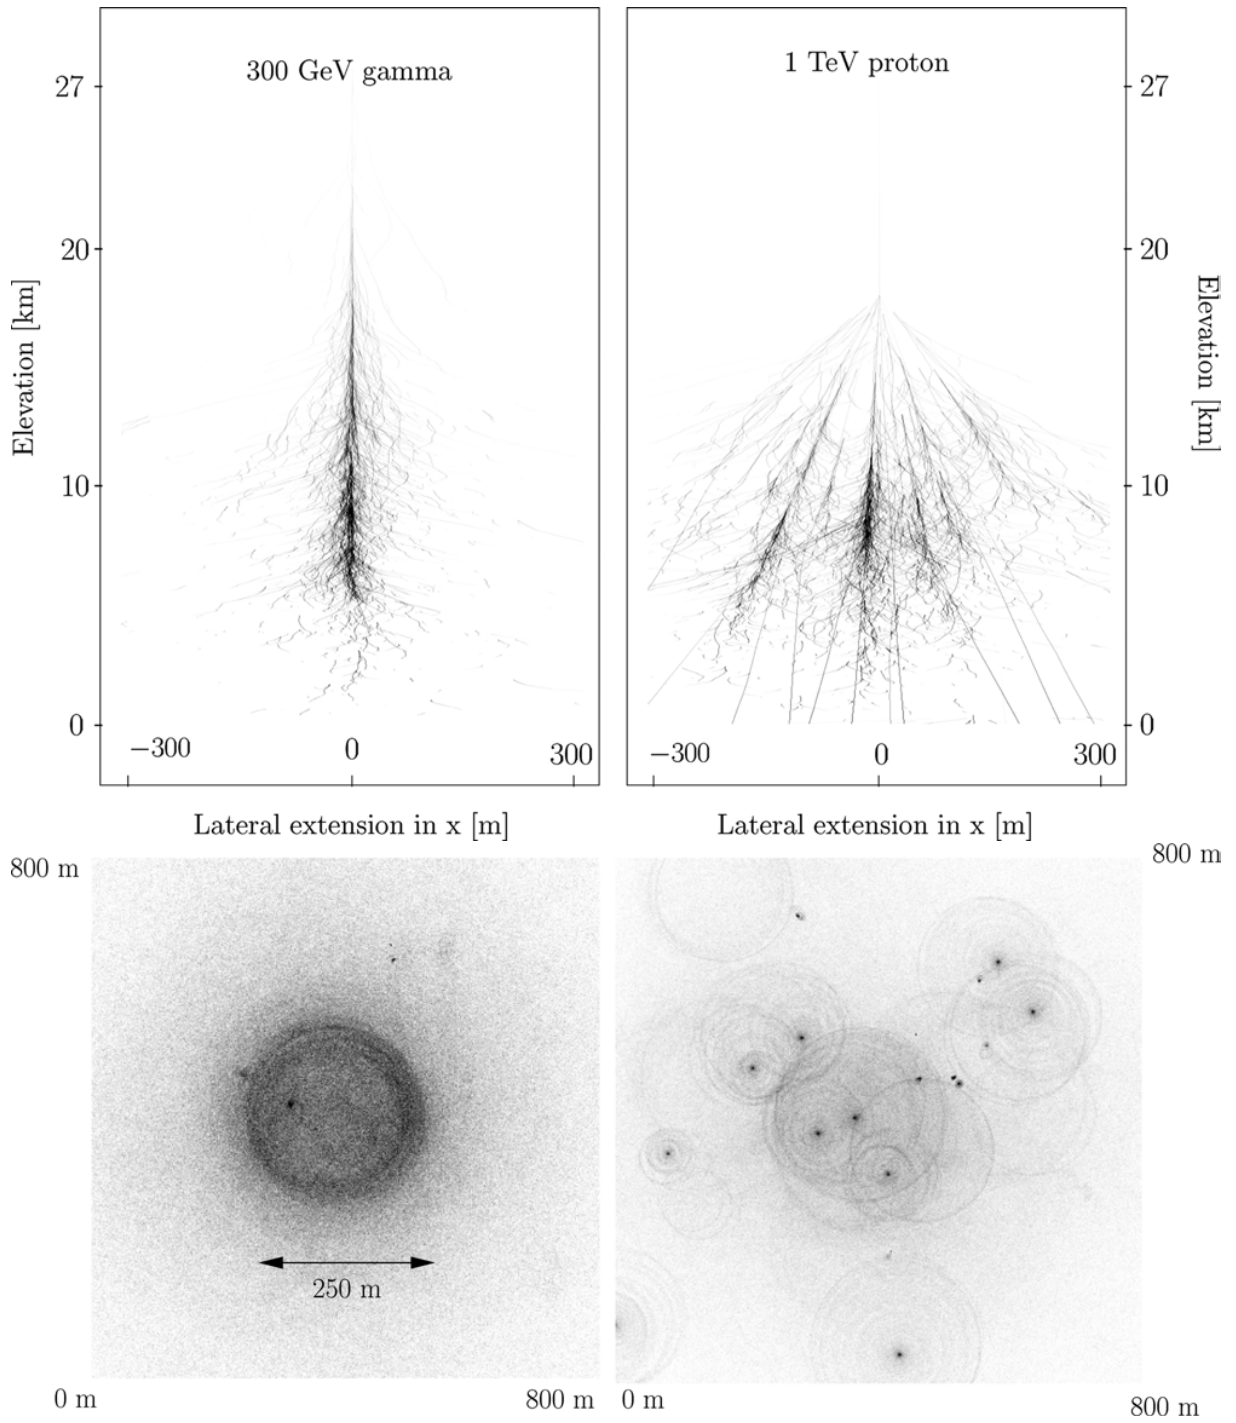 300 GeV gamma
27
20
10
0
Elevation [km]
−300 0 300
Lateral extension in x [m]
1 TeV proton
27
20
10
0
Elevation [km]
−300 0 300
Lateral extension in x [m]
800 m
250 m
0 m 800 m
800 m
0 m 800 m